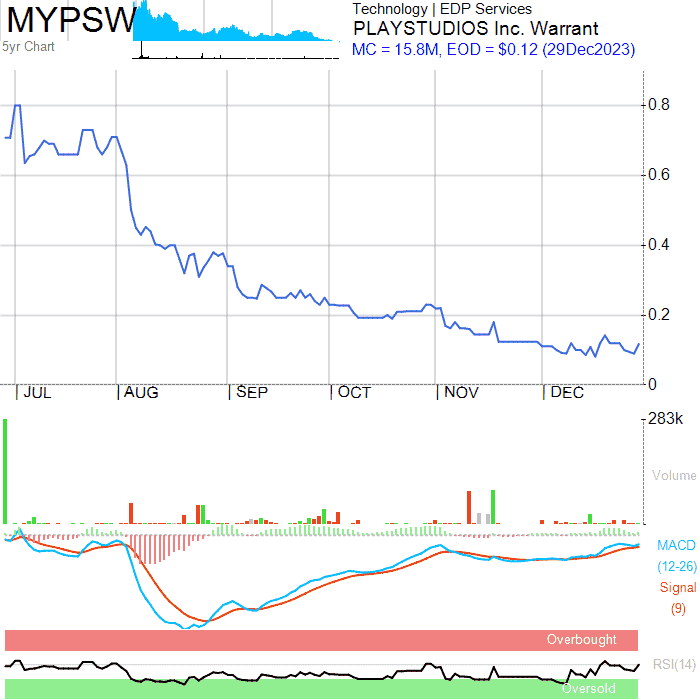 MYPSW
5yr Chart
Technology | EDP Services
PLAYSTUDIOS Inc. Warrant
MC = 15.8M, EOD = $0.12 (29Dec2023)
0.8
0.6
0.4
0.2
0
JUL AUG SEP OCT NOV DEC
283k
Volume
MACD
(12-26)
Signal
(9)
Overbought
RSI(14)
Oversold